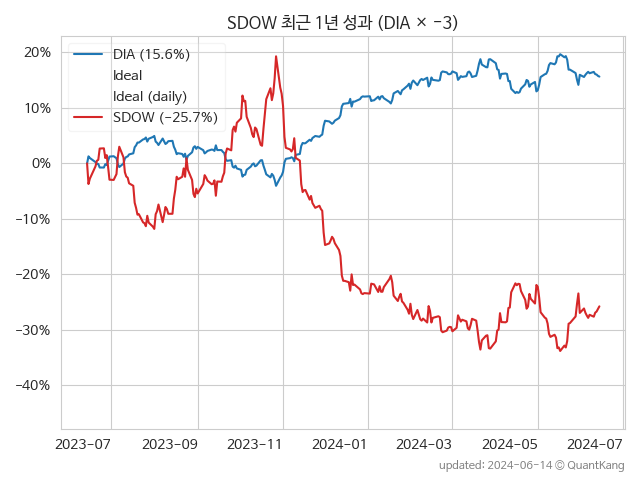 SDOW 최근 1년 성과 (DIA × −3)
20%
10%
0%
−10%
−20%
−30%
−40%
DIA (15.6%)
Ideal
Ideal (daily)
SDOW (−25.7%)
2023-07
2023-09
2023-11
2024-01
2024-03
2024-05
2024-07
updated: 2024-06-14 © QuantKang